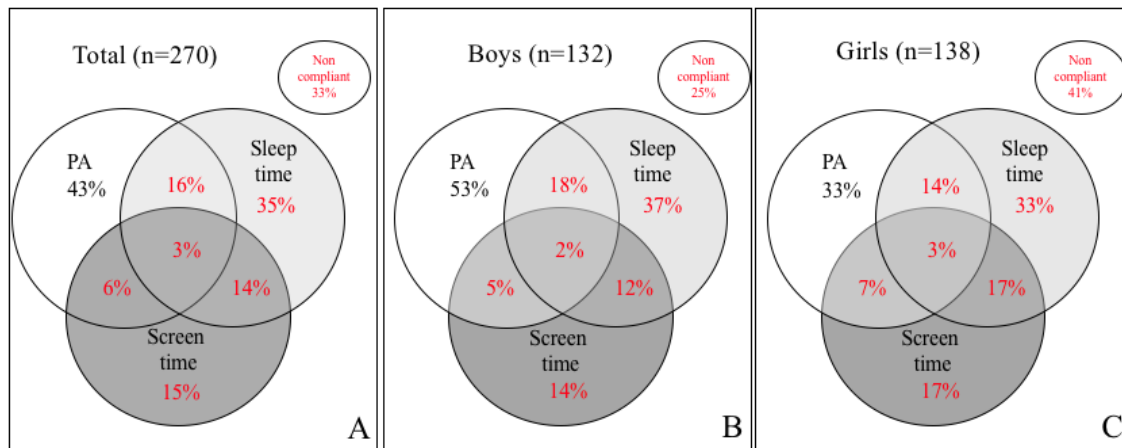 Total (n=270)
Non
compliant
33%
PA
43%
16%
Sleep
time
35%
3%
6%
14%
Screen
time
15%
A
Boys (n=132)
Non
compliant
25%
PA
53%
18%
Sleep
time
37%
2%
5%
12%
Screen
time
14%
B
Girls (n=138)
Non
compliant
41%
PA
33%
14%
Sleep
time
33%
3%
7%
17%
Screen
time
17%
C